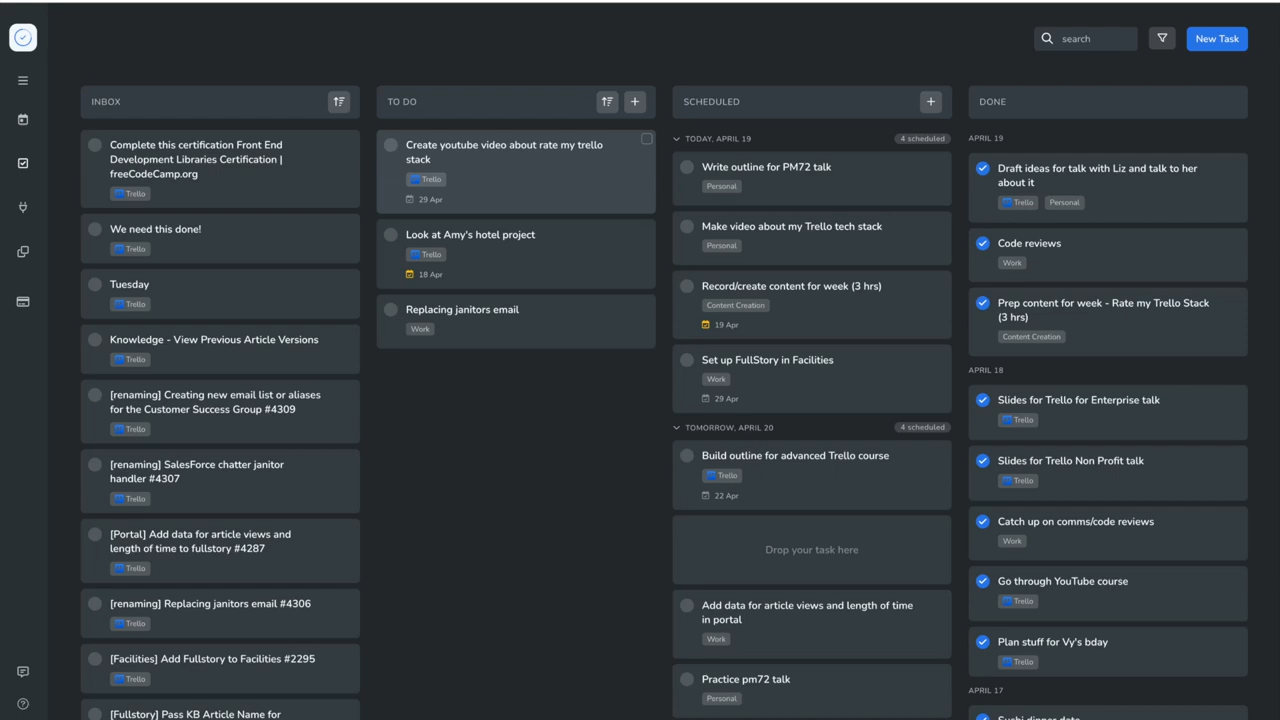 search
New Task
INBOX
Complete this certification Front End
Development Libraries Certification |
freeCodeCamp.org
Trello
We need this done!
Trello
Tuesday
Trello
Knowledge - View Previous Article Versions
Trello
[renaming] Creating new email list or aliases
for the Customer Success Group #4309
Trello
[renaming] SalesForce chatter janitor
handler #4307
Trello
[Portal] Add data for article views and
length of time to fullstory #4287
Trello
[renaming] Replacing janitors email #4306
Trello
[Facilities] Add Fullstory to Facilities #2295
Trello
[Fullstory] Pass KB Article Name for
TO DO
Create youtube video about rate my trello
stack
Trello
29 Apr
Look at Amy's hotel project
Trello
18 Apr
Replacing janitors email
Work
SCHEDULED
TODAY, APRIL 19
4 scheduled
Write outline for PM72 talk
Personal
Make video about my Trello tech stack
Personal
Record/create content for week (3 hrs)
Content Creation
19 Apr
Set up FullStory in Facilities
Work
29 Apr
TOMORROW, APRIL 20
4 scheduled
Build outline for advanced Trello course
Trello
22 Apr
Drop your task here
Add data for article views and length of time
in portal
Work
Practice pm72 talk
Personal
DONE
APRIL 19
Draft ideas for talk with Liz and talk to her
about it
Trello Personal
Code reviews
Work
Prep content for week - Rate my Trello Stack
(3 hrs)
Content Creation
APRIL 18
Slides for Trello for Enterprise talk
Trello
Slides for Trello Non Profit talk
Trello
Catch up on comms/code reviews
Work
Go through YouTube course
Trello
Plan stuff for Vy's bday
Trello
APRIL 17
Sushi dinner date